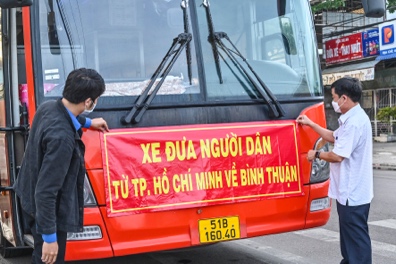 XE ĐƯA NGƯỜI DÂN
TỪ TP. HỒ CHÍ MINH VỀ BÌNH THUẬN
51B
160.40